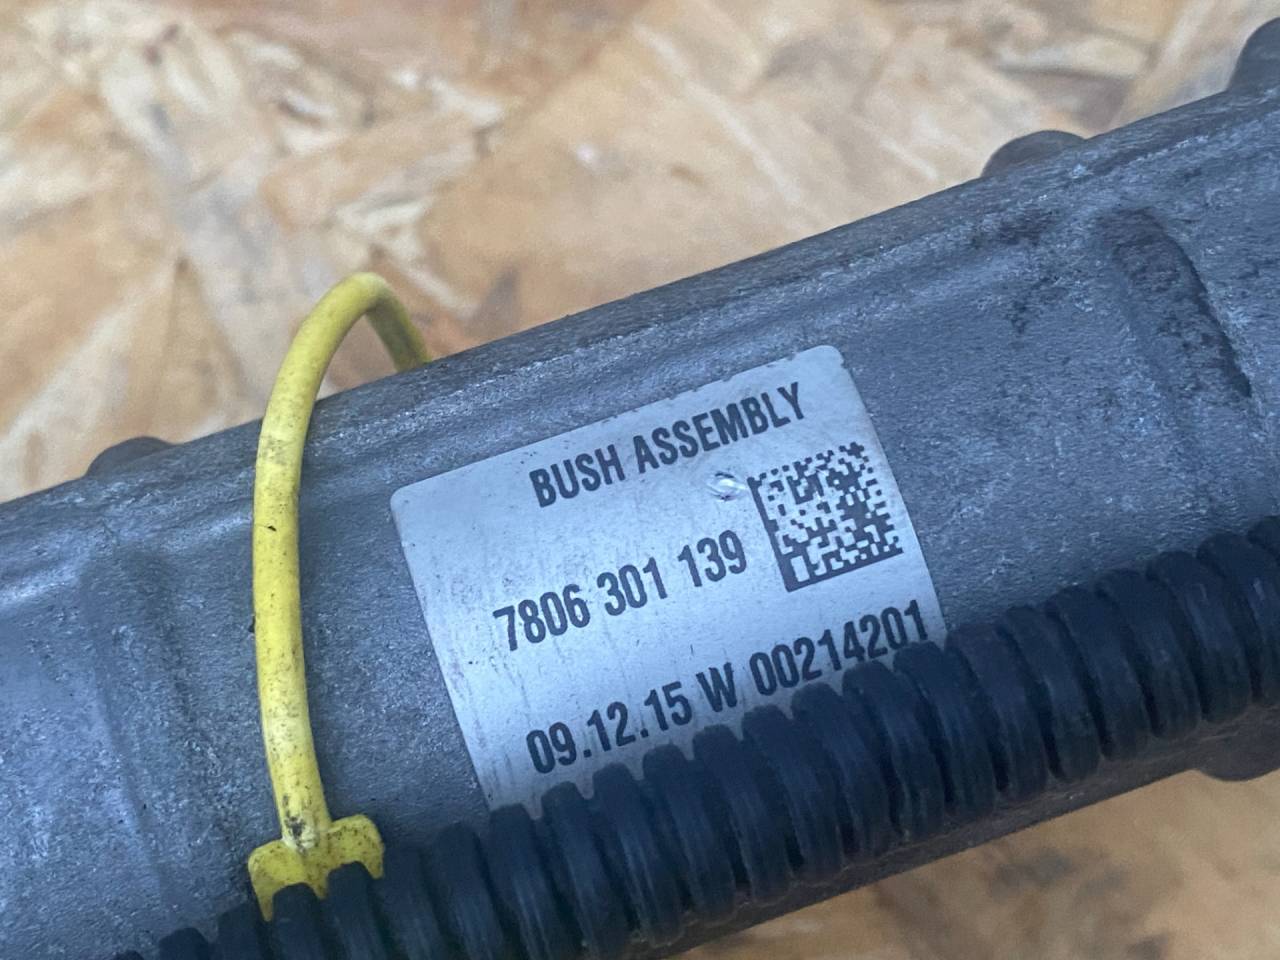 BUSH ASSEMBLY
7806 301 139
09.12.15 W 00214201